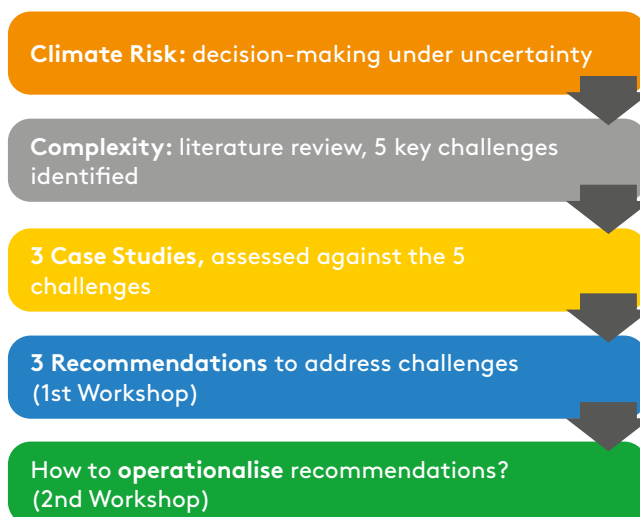 Climate Risk: decision-making under uncertainty
Complexity: literature review, 5 key challenges
identified
3 Case Studies, assessed against the 5
challenges
3 Recommendations to address challenges
(1st Workshop)
How to operationalise recommendations?
(2nd Workshop)